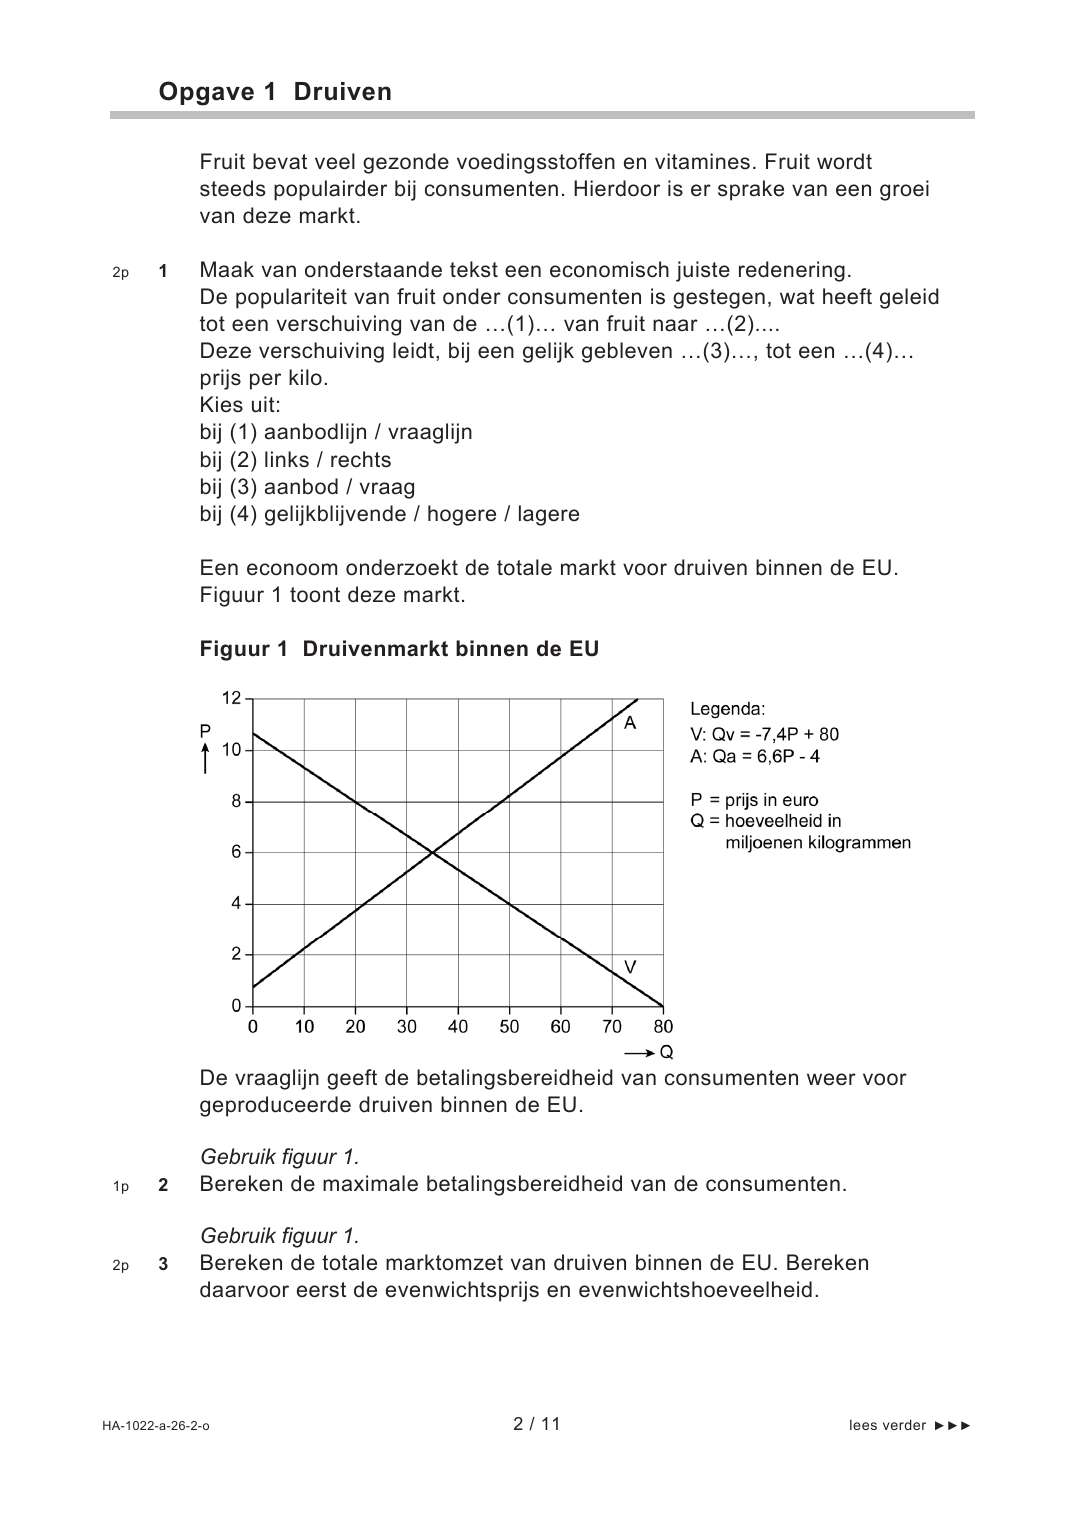 Opgave 1  Druiven
Fruit bevat veel gezonde voedingsstoffen en vitamines. Fruit wordt
steeds populairder bij consumenten. Hierdoor is er sprake van een groei
van deze markt.
2p 1 Maak van onderstaande tekst een economisch juiste redenering.
De populariteit van fruit onder consumenten is gestegen, wat heeft geleid
tot een verschuiving van de …(1)… van fruit naar …(2)....
Deze verschuiving leidt, bij een gelijk gebleven …(3)…, tot een …(4)…
prijs per kilo.
Kies uit:
bij (1) aanbodlijn / vraaglijn
bij (2) links / rechts
bij (3) aanbod / vraag
bij (4) gelijkblijvende / hogere / lagere
Een econoom onderzoekt de totale markt voor druiven binnen de EU.
Figuur 1 toont deze markt.
Figuur 1  Druivenmarkt binnen de EU
12
P
10
8
6
4
2
0
A
V
0 10 20 30 40 50 60 70 80
Q
Legenda:
V: Qv = -7,4P + 80
A: Qa = 6,6P - 4
P = prijs in euro
Q = hoeveelheid in
miljoenen kilogrammen
De vraaglijn geeft de betalingsbereidheid van consumenten weer voor
geproduceerde druiven binnen de EU.
Gebruik figuur 1.
1p 2 Bereken de maximale betalingsbereidheid van de consumenten.
Gebruik figuur 1.
2p 3 Bereken de totale marktomzet van druiven binnen de EU. Bereken
daarvoor eerst de evenwichtsprijs en evenwichtshoeveelheid.
HA-1022-a-26-2-o 2 / 11 lees verder ►►►